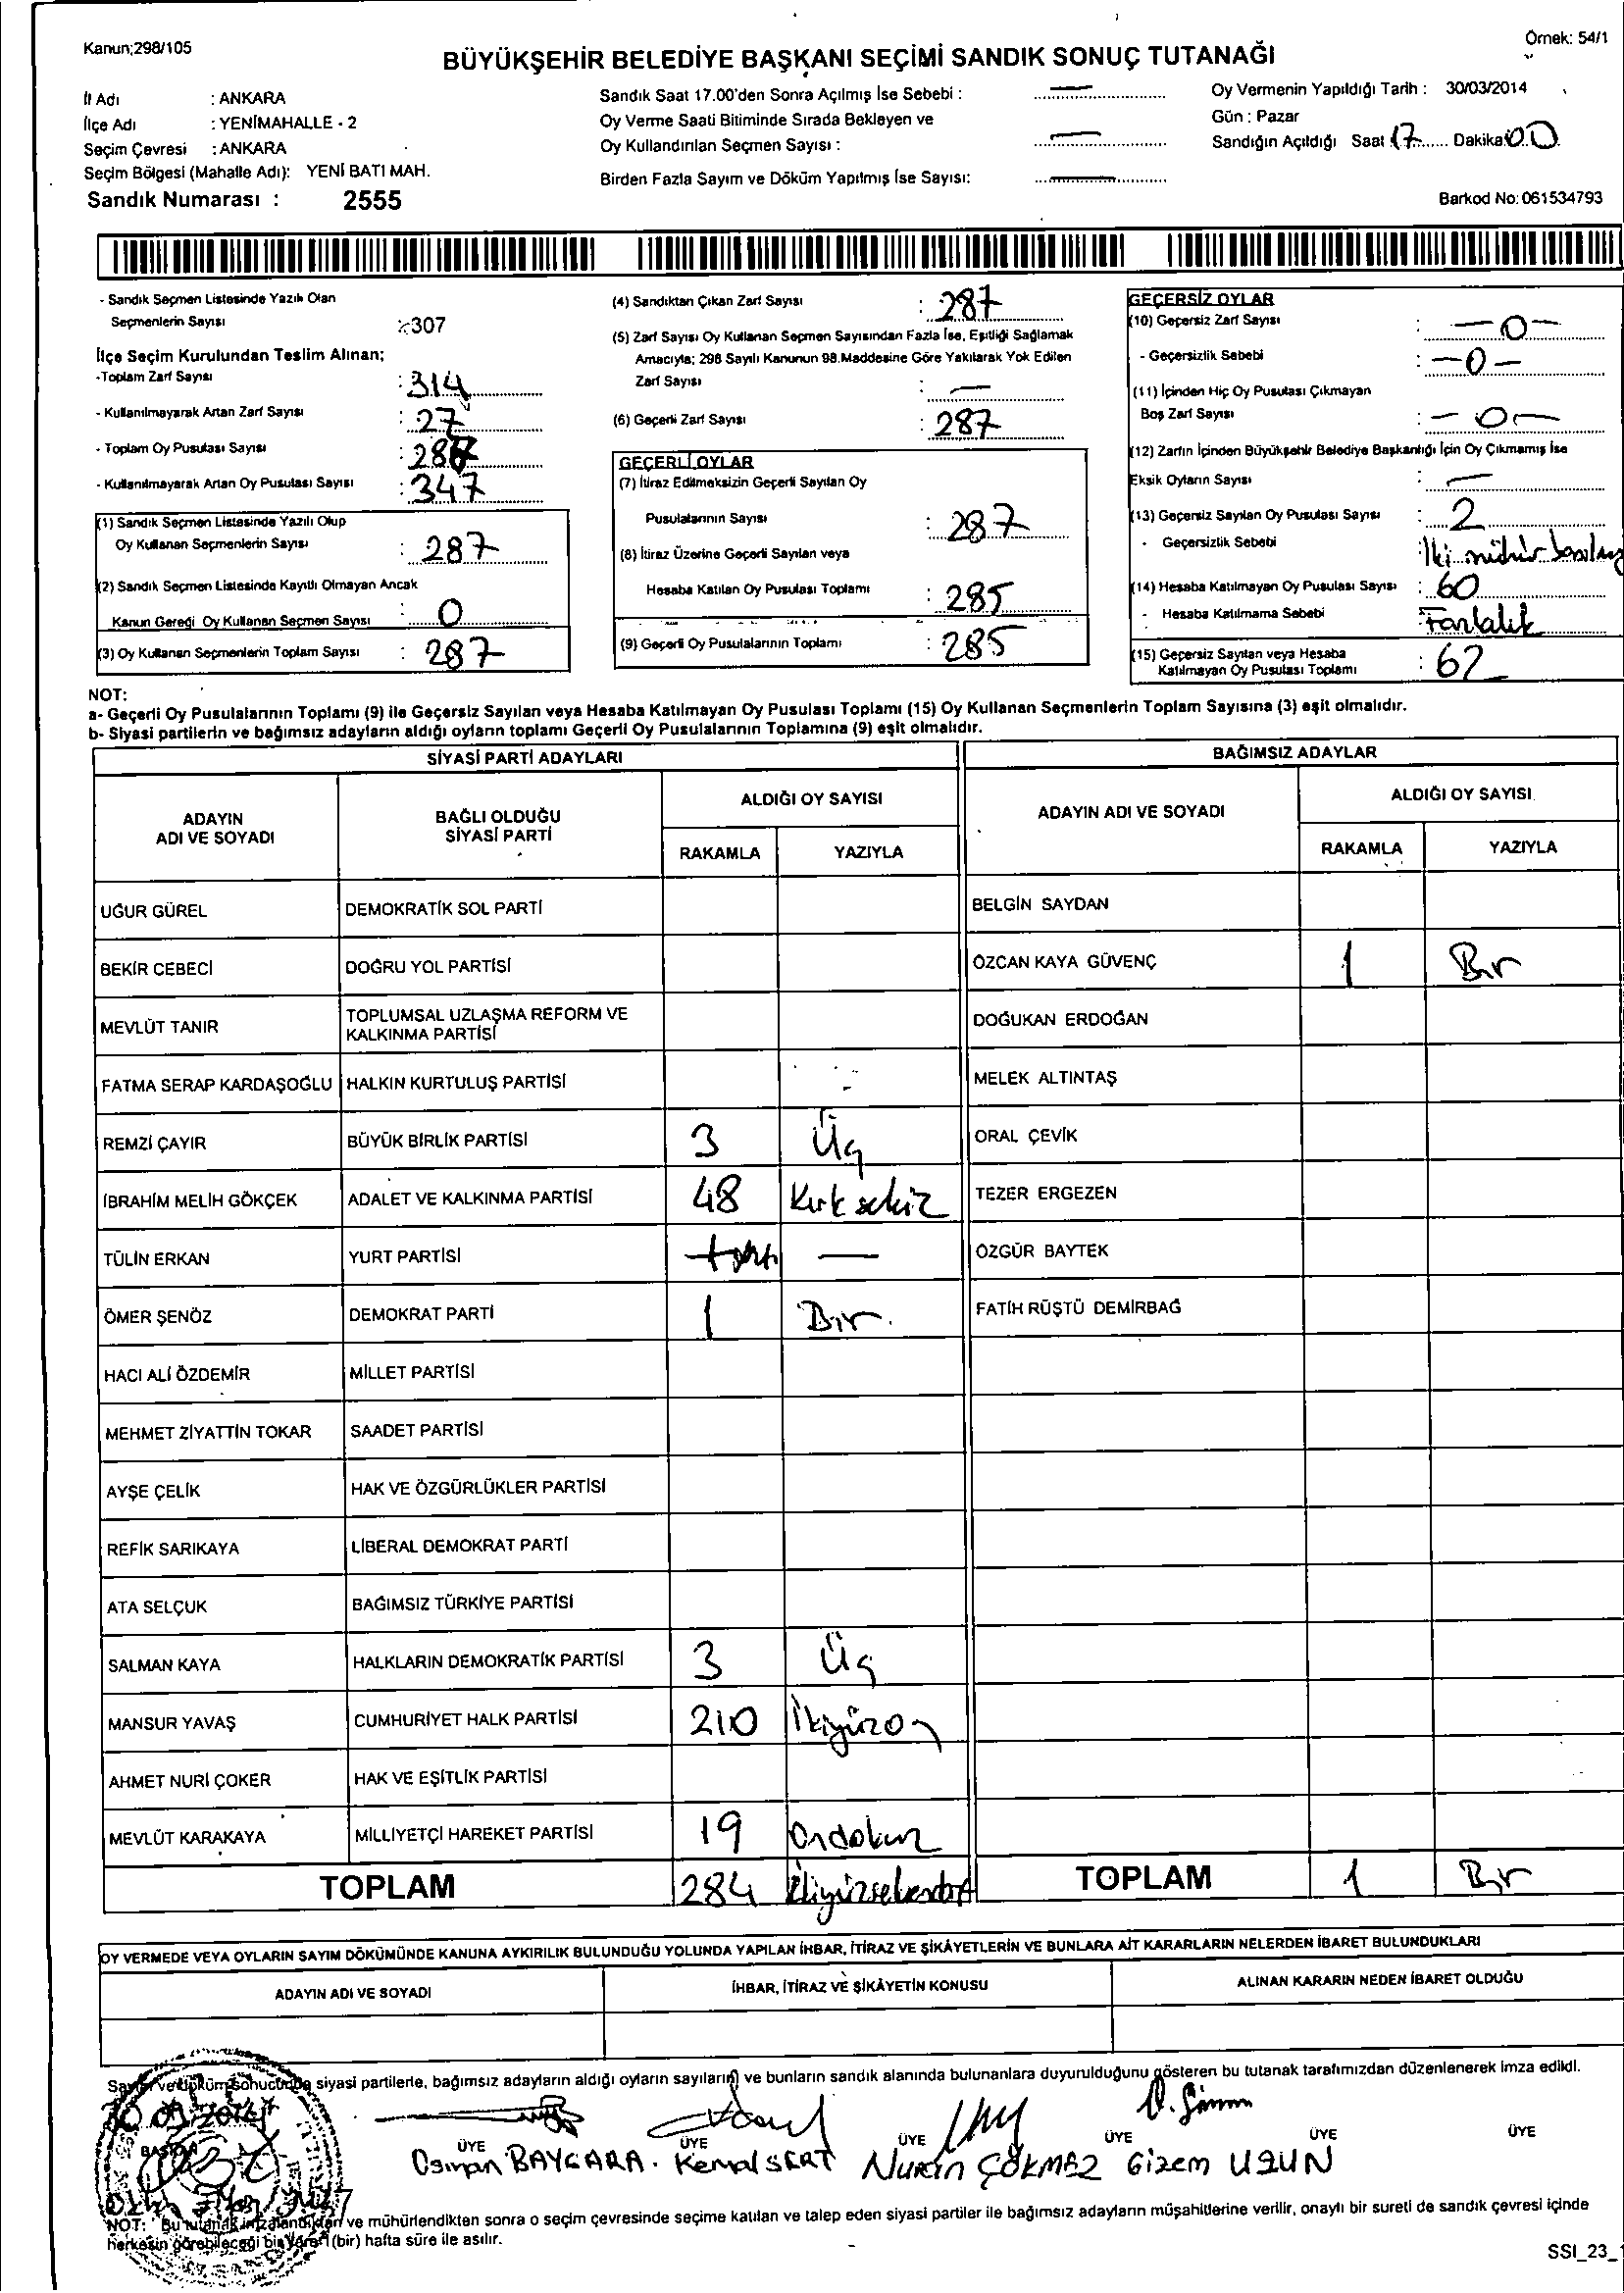 Kanun;298/105
Örnek: 54/1
BÜYÜKŞEHİR BELEDİYE BAŞKANI SEÇİMİ SANDIK SONUÇ TUTANAĞI
İl Adı : ANKARA
İlçe Adı : YENİMAHALLE - 2
Seçim Çevresi : ANKARA
Seçim Bölgesi (Mahalle Adı): YENİ BATI MAH.
Sandık Numarası : 2555
Sandık Saat 17.00'den Sonra Açılmış İse Sebebi : —
Oy Verme Saati Bitiminde Sırada Bekleyen ve
Oy Kullandırılan Seçmen Sayısı : —
Birden Fazla Sayım ve Döküm Yapılmış İse Sayısı: —
Oy Vermenin Yapıldığı Tarih : 30/03/2014
Gün : Pazar
Sandığın Açıldığı Saat 17 Dakika 00
Barkod No: 061534793
- Sandık Seçmen Listesinde Yazılı Olan
Seçmenlerin Sayısı : 307
İlçe Seçim Kurulundan Teslim Alınan;
-Toplam Zarf Sayısı : 314
- Kullanılmayarak Artan Zarf Sayısı : 27
- Toplam Oy Pusulası Sayısı :
- Kullanılmayarak Artan Oy Pusulası Sayısı : 347
(1) Sandık Seçmen Listesinde Yazılı Olup
Oy Kullanan Seçmenlerin Sayısı : 287
(2) Sandık Seçmen Listesinde Kayıtlı Olmayan Ancak
Kanun Gereği Oy Kullanan Seçmen Sayısı : 0
(3) Oy Kullanan Seçmenlerin Toplam Sayısı : 287
(4) Sandıktan Çıkan Zarf Sayısı : 287
(5) Zarf Sayısı Oy Kullanan Seçmen Sayısından Fazla İse, Eşitliği Sağlamak
Amacıyla; 298 Sayılı Kanunun 98.Maddesine Göre Yakılarak Yok Edilen
Zarf Sayısı : —
(6) Geçerli Zarf Sayısı : 287
GEÇERLİ OYLAR
(7) İtiraz Edilmeksizin Geçerli Sayılan Oy
Pusulalarının Sayısı : 287
(8) İtiraz Üzerine Geçerli Sayılan veya
Hesaba Katılan Oy Pusulası Toplamı : 285
(9) Geçerli Oy Pusulalarının Toplamı : 285
GEÇERSİZ OYLAR
(10) Geçersiz Zarf Sayısı : —0—
- Geçersizlik Sebebi : —0—
(11) İçinden Hiç Oy Pusulası Çıkmayan
Boş Zarf Sayısı : —0—
(12) Zarfın İçinden Büyükşehir Belediye Başkanlığı İçin Oy Çıkmamış İse
Eksik Oyların Sayısı : —
(13) Geçersiz Sayılan Oy Pusulası Sayısı : 2
- Geçersizlik Sebebi : İki mühür
(14) Hesaba Katılmayan Oy Pusulası Sayısı : 60
- Hesaba Katılmama Sebebi : Fazlalık
(15) Geçersiz Sayılan veya Hesaba
Katılmayan Oy Pusulası Toplamı : 62
NOT:
a- Geçerli Oy Pusulalarının Toplamı (9) ile Geçersiz Sayılan veya Hesaba Katılmayan Oy Pusulası Toplamı (15) Oy Kullanan Seçmenlerin Toplam Sayısına (3) eşit olmalıdır.
b- Siyasi partilerin ve bağımsız adayların aldığı oyların toplamı Geçerli Oy Pusulalarının Toplamına (9) eşit olmalıdır.
SİYASİ PARTİ ADAYLARI
ADAYIN
ADI VE SOYADI
BAĞLI OLDUĞU
SİYASİ PARTİ
ALDIĞI OY SAYISI
RAKAMLA YAZIYLA
UĞUR GÜREL DEMOKRATİK SOL PARTİ
BEKİR CEBECİ DOĞRU YOL PARTİSİ
MEVLÜT TANIR TOPLUMSAL UZLAŞMA REFORM VE
KALKINMA PARTİSİ
FATMA SERAP KARDAŞOĞLU HALKIN KURTULUŞ PARTİSİ
REMZİ ÇAYIR BÜYÜK BİRLİK PARTİSİ 3 Üç
İBRAHİM MELİH GÖKÇEK ADALET VE KALKINMA PARTİSİ 48 Kırk sekiz
TÜLİN ERKAN YURT PARTİSİ —
ÖMER ŞENÖZ DEMOKRAT PARTİ 1 Bir.
HACI ALİ ÖZDEMİR MİLLET PARTİSİ
MEHMET ZİYATTİN TOKAR SAADET PARTİSİ
AYŞE ÇELİK HAK VE ÖZGÜRLÜKLER PARTİSİ
REFİK SARIKAYA LİBERAL DEMOKRAT PARTİ
ATA SELÇUK BAĞIMSIZ TÜRKİYE PARTİSİ
SALMAN KAYA HALKLARIN DEMOKRATİK PARTİSİ 3 Üç
MANSUR YAVAŞ CUMHURİYET HALK PARTİSİ 210 İkiyüzon
AHMET NURİ ÇOKER HAK VE EŞİTLİK PARTİSİ
MEVLÜT KARAKAYA MİLLİYETÇİ HAREKET PARTİSİ 19 Ondokuz
TOPLAM 284 İkiyüzseksendört
BAĞIMSIZ ADAYLAR
ADAYIN ADI VE SOYADI
ALDIĞI OY SAYISI
RAKAMLA YAZIYLA
BELGİN SAYDAN
ÖZCAN KAYA GÜVENÇ 1 Bir
DOĞUKAN ERDOĞAN
MELEK ALTINTAŞ
ORAL ÇEVİK
TEZER ERGEZEN
ÖZGÜR BAYTEK
FATİH RÜŞTÜ DEMİRBAĞ
TOPLAM 1 Bir
OY VERMEDE VEYA OYLARIN SAYIM DÖKÜMÜNDE KANUNA AYKIRILIK BULUNDUĞU YOLUNDA YAPILAN İHBAR, İTİRAZ VE ŞİKÂYETLERİN VE BUNLARA AİT KARARLARIN NELERDEN İBARET BULUNDUKLARI
ADAYIN ADI VE SOYADI
İHBAR, İTİRAZ VE ŞİKÂYETİN KONUSU
ALINAN KARARIN NEDEN İBARET OLDUĞU
Sayım ve döküm sonucunda siyasi partilerle, bağımsız adayların aldığı oyların sayılarını ve bunların sandık alanında bulunanlara duyurulduğunu gösteren bu tutanak tarafımızdan düzenlenerek imza edildi.
BAŞKAN ÜYE ÜYE ÜYE ÜYE ÜYE ÜYE
Osman BAYCARA. Kemal SERT Nurin ÇÖKMEZ Gizem UZUN
NOT: Bu tutanak imzalandıktan ve mühürlendikten sonra o seçim çevresinde seçime katılan ve talep eden siyasi partiler ile bağımsız adayların müşahitlerine verilir, onaylı bir sureti de sandık çevresi içinde
herkesin görebileceği bir yere 1 (bir) hafta süre ile asılır.
SSI_23_